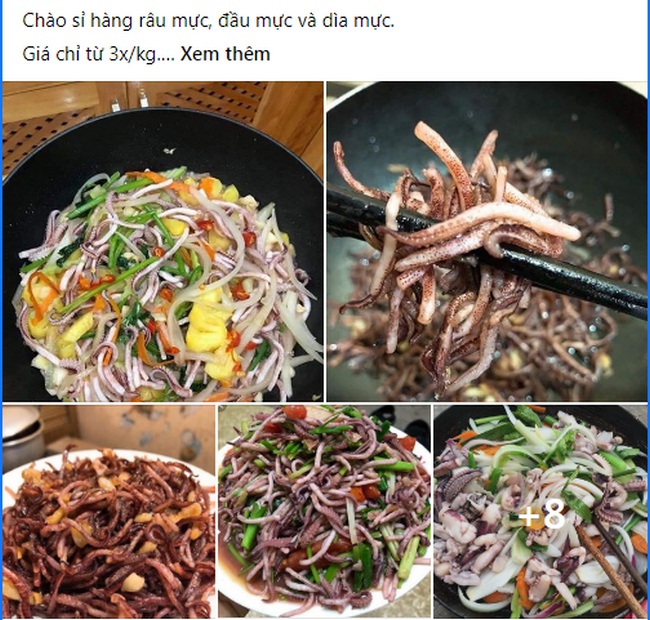 Chào sỉ hàng râu mực, đầu mực và dìa mực.
Giá chỉ từ 3x/kg.... Xem thêm
+8